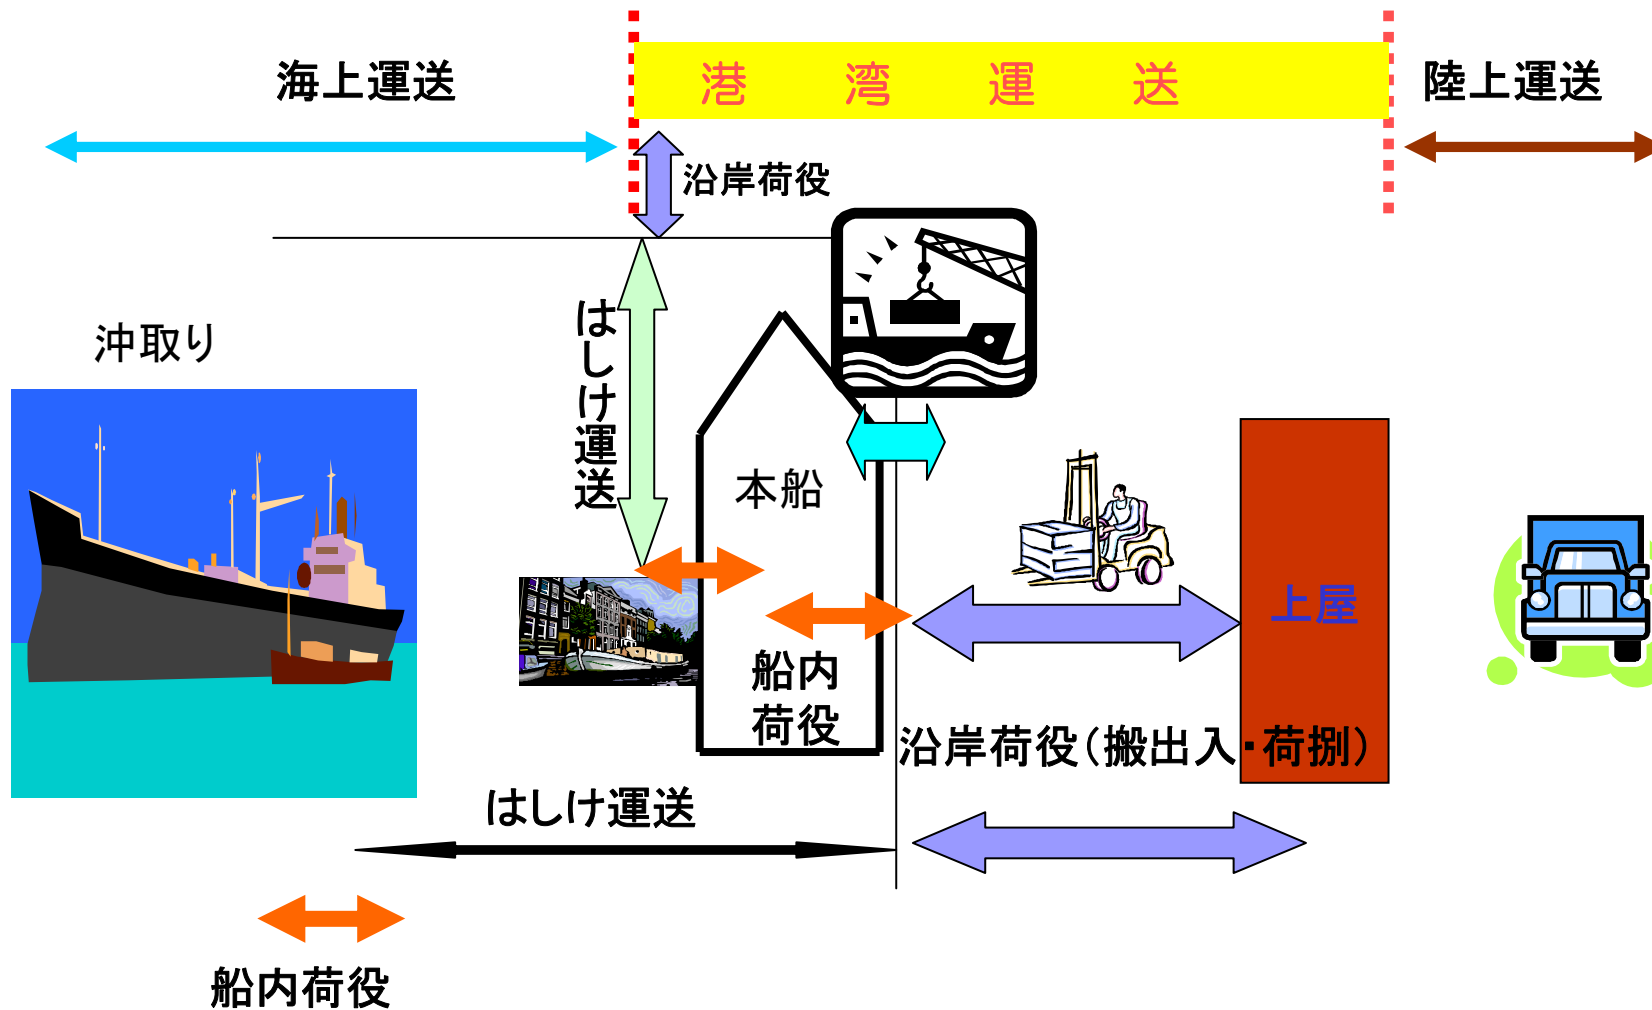 海上運送
港湾運送
陸上運送
沿岸荷役
沖取り
はしけ運送
本船
上屋
船内
荷役
沿岸荷役(搬出入・荷捌)
はしけ運送
船内荷役